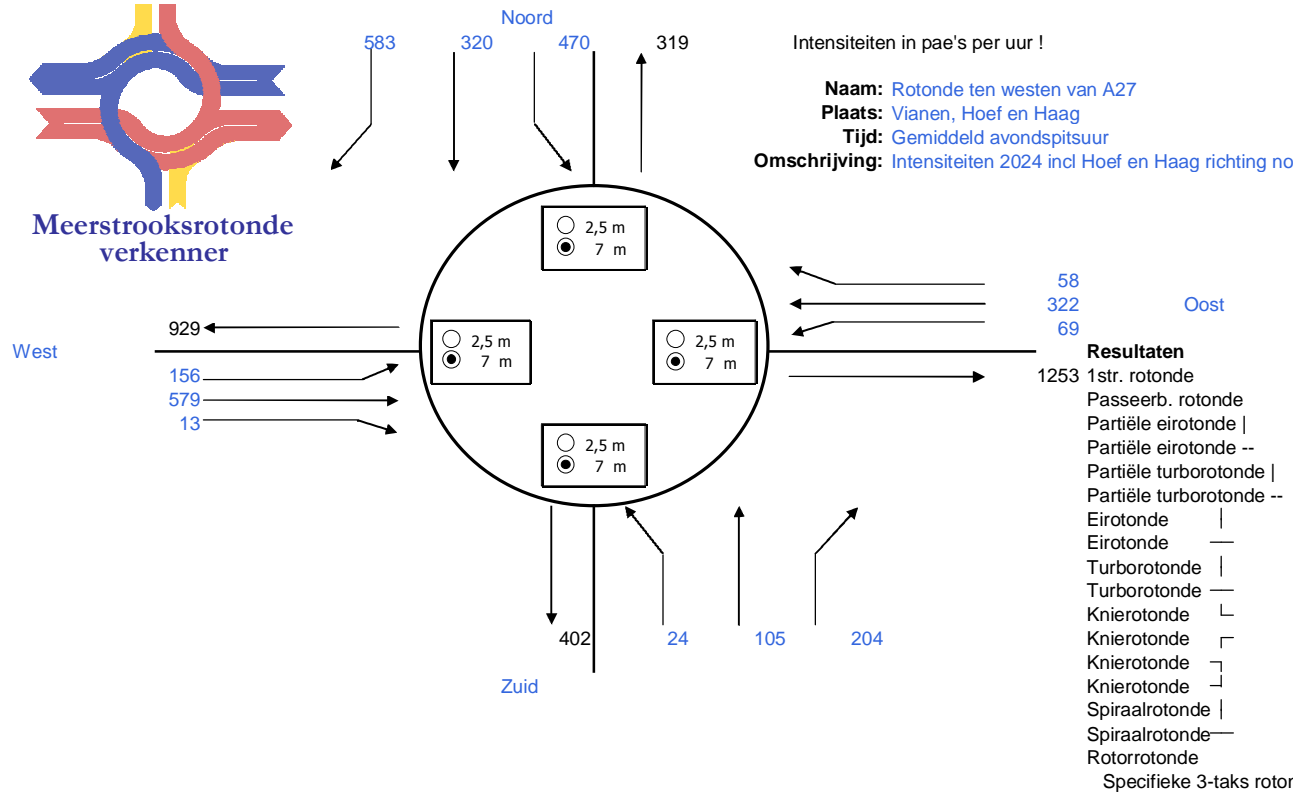 Noord
583 320 470 319
Intensiteiten in pae's per uur !
Naam: Rotonde ten westen van A27
Plaats: Vianen, Hoef en Haag
Tijd: Gemiddeld avondspitsuur
Omschrijving: Intensiteiten 2024 incl Hoef en Haag richting no
Meerstrooksrotonde
verkenner
2,5 m
7 m
58
322 Oost
69
929
West
156
579
13
2,5 m
7 m
2,5 m
7 m
Resultaten
1253 1str. rotonde
Passeerb. rotonde
Partiële eirotonde |
Partiële eirotonde --
Partiële turborotonde |
Partiële turborotonde --
2,5 m
7 m
Eirotonde
Eirotonde
Turborotonde
Turborotonde
Knierotonde
Knierotonde
Knierotonde
Knierotonde
Spiraalrotonde
Spiraalrotonde
Rotorrotonde
Specifieke 3-taks rotor
402 24 105 204
Zuid